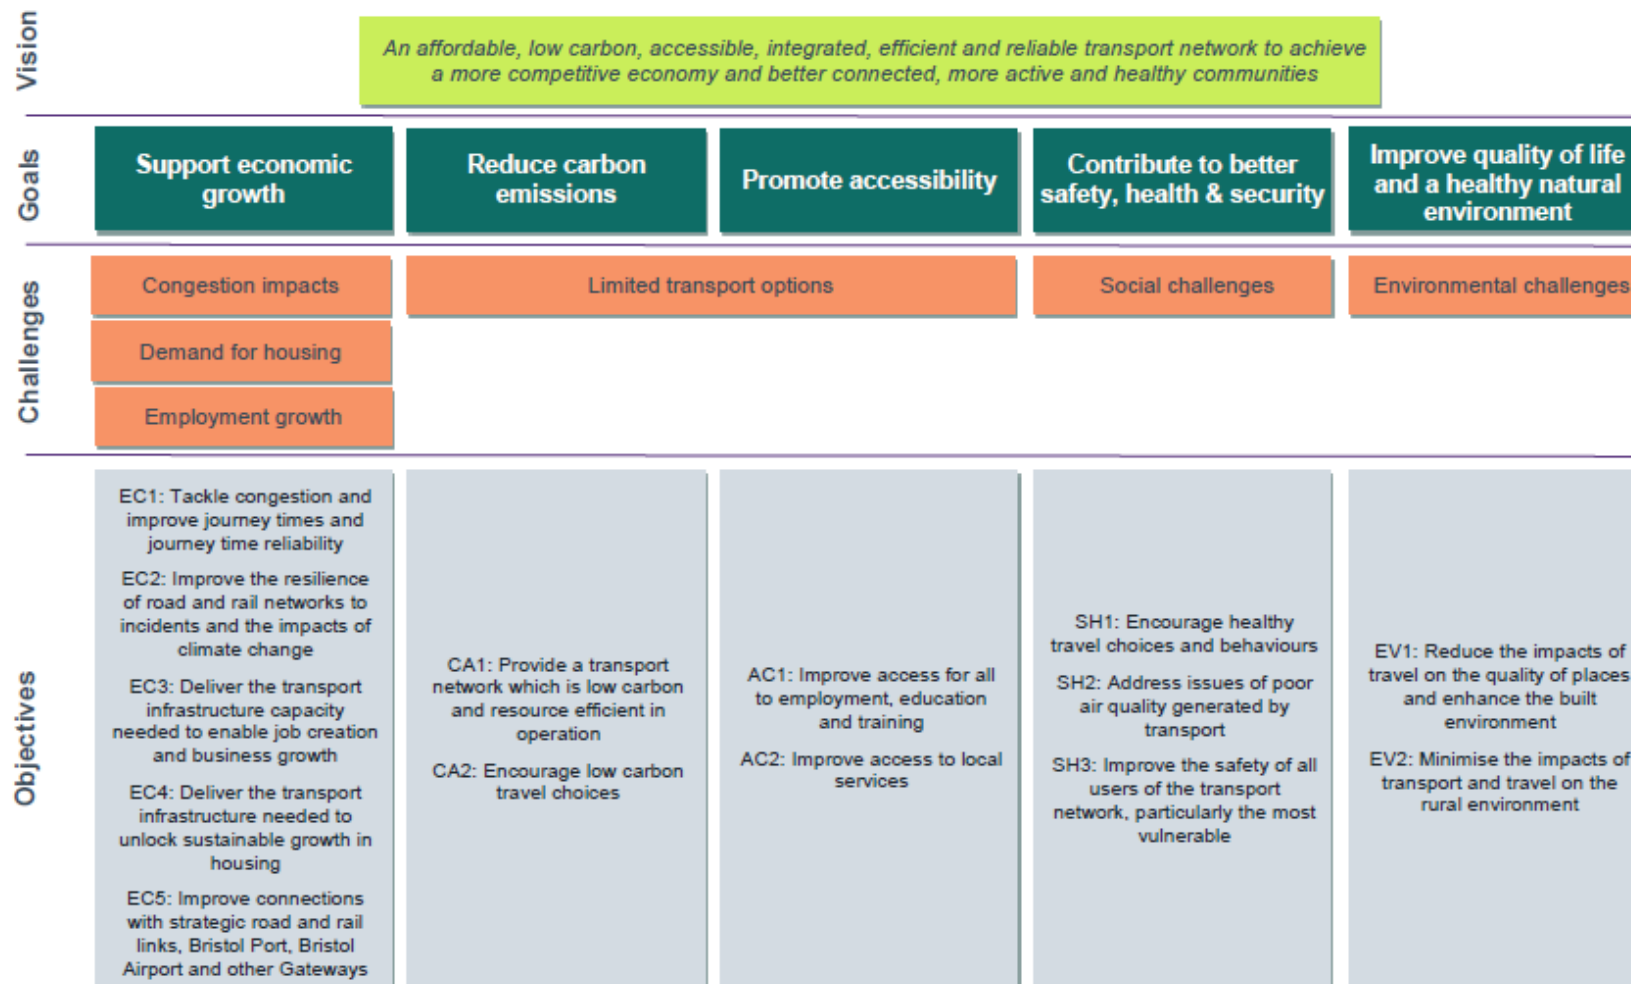 Vision
An affordable, low carbon, accessible, integrated, efficient and reliable transport network to achieve
a more competitive economy and better connected, more active and healthy communities
Goals
Support economic
growth
Reduce carbon
emissions
Promote accessibility
Contribute to better
safety, health & security
Improve quality of life
and a healthy natural
environment
Challenges
Congestion impacts
Demand for housing
Employment growth
Limited transport options
Social challenges
Environmental challenges
Objectives
EC1: Tackle congestion and
improve journey times and
journey time reliability
EC2: Improve the resilience
of road and rail networks to
incidents and the impacts of
climate change
EC3: Deliver the transport
infrastructure capacity
needed to enable job creation
and business growth
EC4: Deliver the transport
infrastructure needed to
unlock sustainable growth in
housing
EC5: Improve connections
with strategic road and rail
links, Bristol Port, Bristol
Airport and other Gateways
CA1: Provide a transport
network which is low carbon
and resource efficient in
operation
CA2: Encourage low carbon
travel choices
AC1: Improve access for all
to employment, education
and training
AC2: Improve access to local
services
SH1: Encourage healthy
travel choices and behaviours
SH2: Address issues of poor
air quality generated by
transport
SH3: Improve the safety of all
users of the transport
network, particularly the most
vulnerable
EV1: Reduce the impacts of
travel on the quality of places
and enhance the built
environment
EV2: Minimise the impacts of
transport and travel on the
rural environment